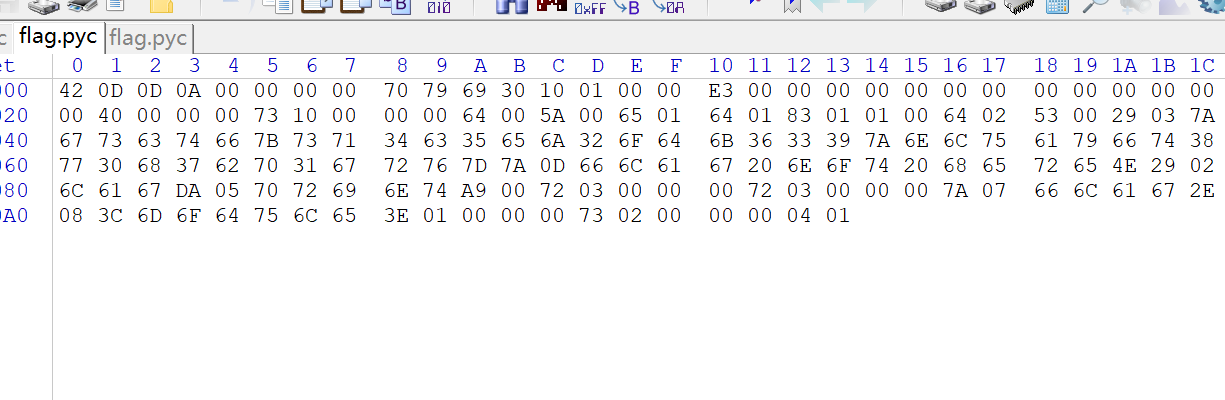 010 0xFF B 0A
c flag.pyc flag.pyc
et 0 1 2 3 4 5 6 7 8 9 A B C D E F 10 11 12 13 14 15 16 17 18 19 1A 1B 1C
00 42 0D 0D 0A 00 00 00 00 70 79 69 30 10 01 00 00 E3 00 00 00 00 00 00 00 00 00 00 00 00
20 00 40 00 00 00 73 10 00 00 00 64 00 5A 00 65 01 64 01 83 01 01 00 64 02 53 00 29 03 7A
40 67 73 63 74 66 7B 73 71 34 63 35 65 6A 32 6F 64 6B 36 33 39 7A 6E 6C 75 61 79 66 74 38
60 77 30 68 37 62 70 31 67 72 76 7D 7A 0D 66 6C 61 67 20 6E 6F 74 20 68 65 72 65 4E 29 02
80 6C 61 67 DA 05 70 72 69 6E 74 A9 00 72 03 00 00 00 72 03 00 00 00 7A 07 66 6C 61 67 2E
A0 08 3C 6D 6F 64 75 6C 65 3E 01 00 00 00 73 02 00 00 00 04 01